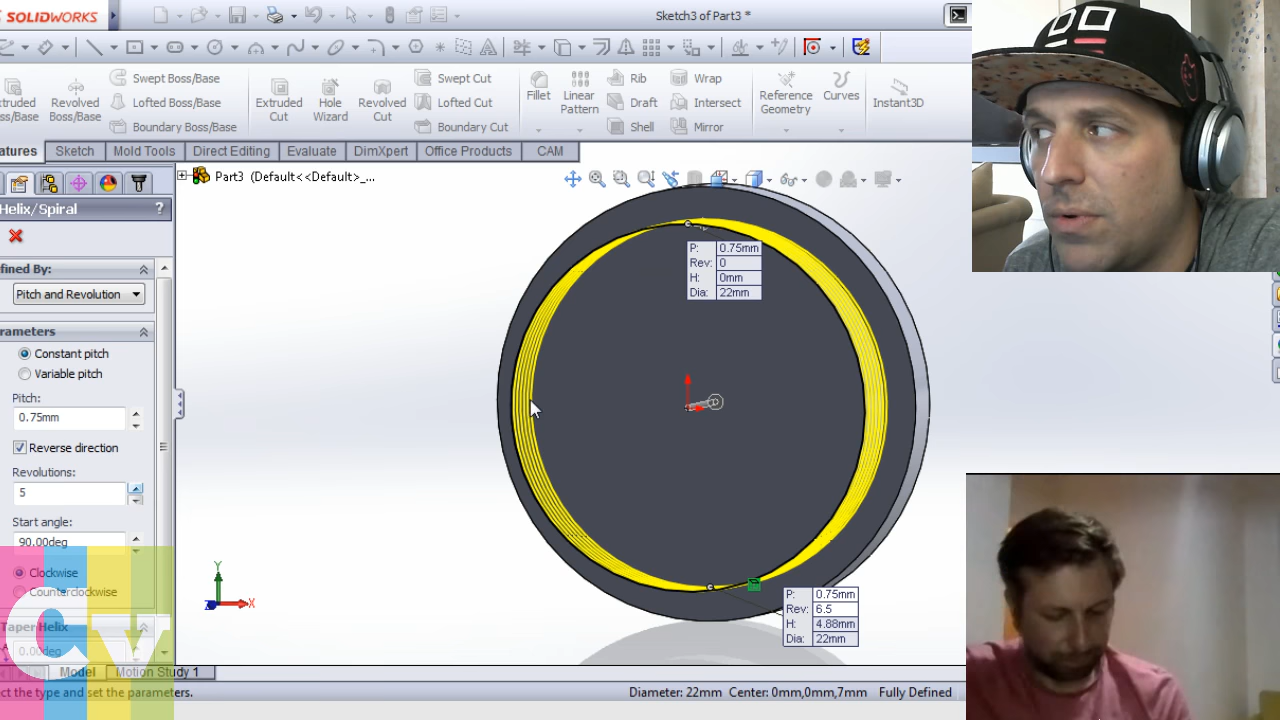 SOLIDWORKS
Sketch3 of Part3 *
Swept Boss/Base
Lofted Boss/Base
Boundary Boss/Base
truded Boss/Base
Revolved Boss/Base
Extruded Cut
Hole Wizard
Revolved Cut
Swept Cut
Lofted Cut
Boundary Cut
Fillet
Linear Pattern
Rib
Draft
Shell
Wrap
Intersect
Mirror
Reference Geometry
Curves
Instant3D
atures
Sketch
Mold Tools
Direct Editing
Evaluate
DimXpert
Office Products
CAM
Part3 (Default<<Default>_...
Helix/Spiral
?
fined By:
Pitch and Revolution
rameters
Constant pitch
Variable pitch
Pitch:
0.75mm
Reverse direction
Revolutions:
5
Start angle:
90.00deg
Clockwise
Counterclockwise
Taper Helix
0.00deg
P: 0.75mm
Rev: 0
H: 0mm
Dia: 22mm
P: 0.75mm
Rev: 6.5
H: 4.88mm
Dia: 22mm
Y
X
Z
Model
Motion Study 1
ct the type and set the parameters.
Diameter: 22mm Center: 0mm,0mm,7mm
Fully Defined